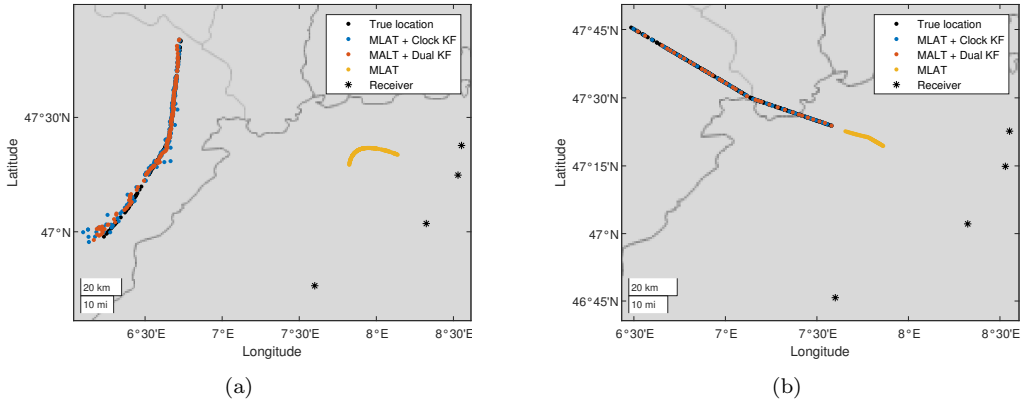 True location
MLAT + Clock KF
MALT + Dual KF
MLAT
Receiver
47°30'N
47°N
Latitude
20 km
10 mi
6°30'E
7°E
7°30'E
8°E
8°30'E
Longitude
(a)
True location
MLAT + Clock KF
MALT + Dual KF
MLAT
Receiver
47°45'N
47°30'N
47°15'N
47°N
46°45'N
Latitude
20 km
10 mi
6°30'E
7°E
7°30'E
8°E
8°30'E
Longitude
(b)